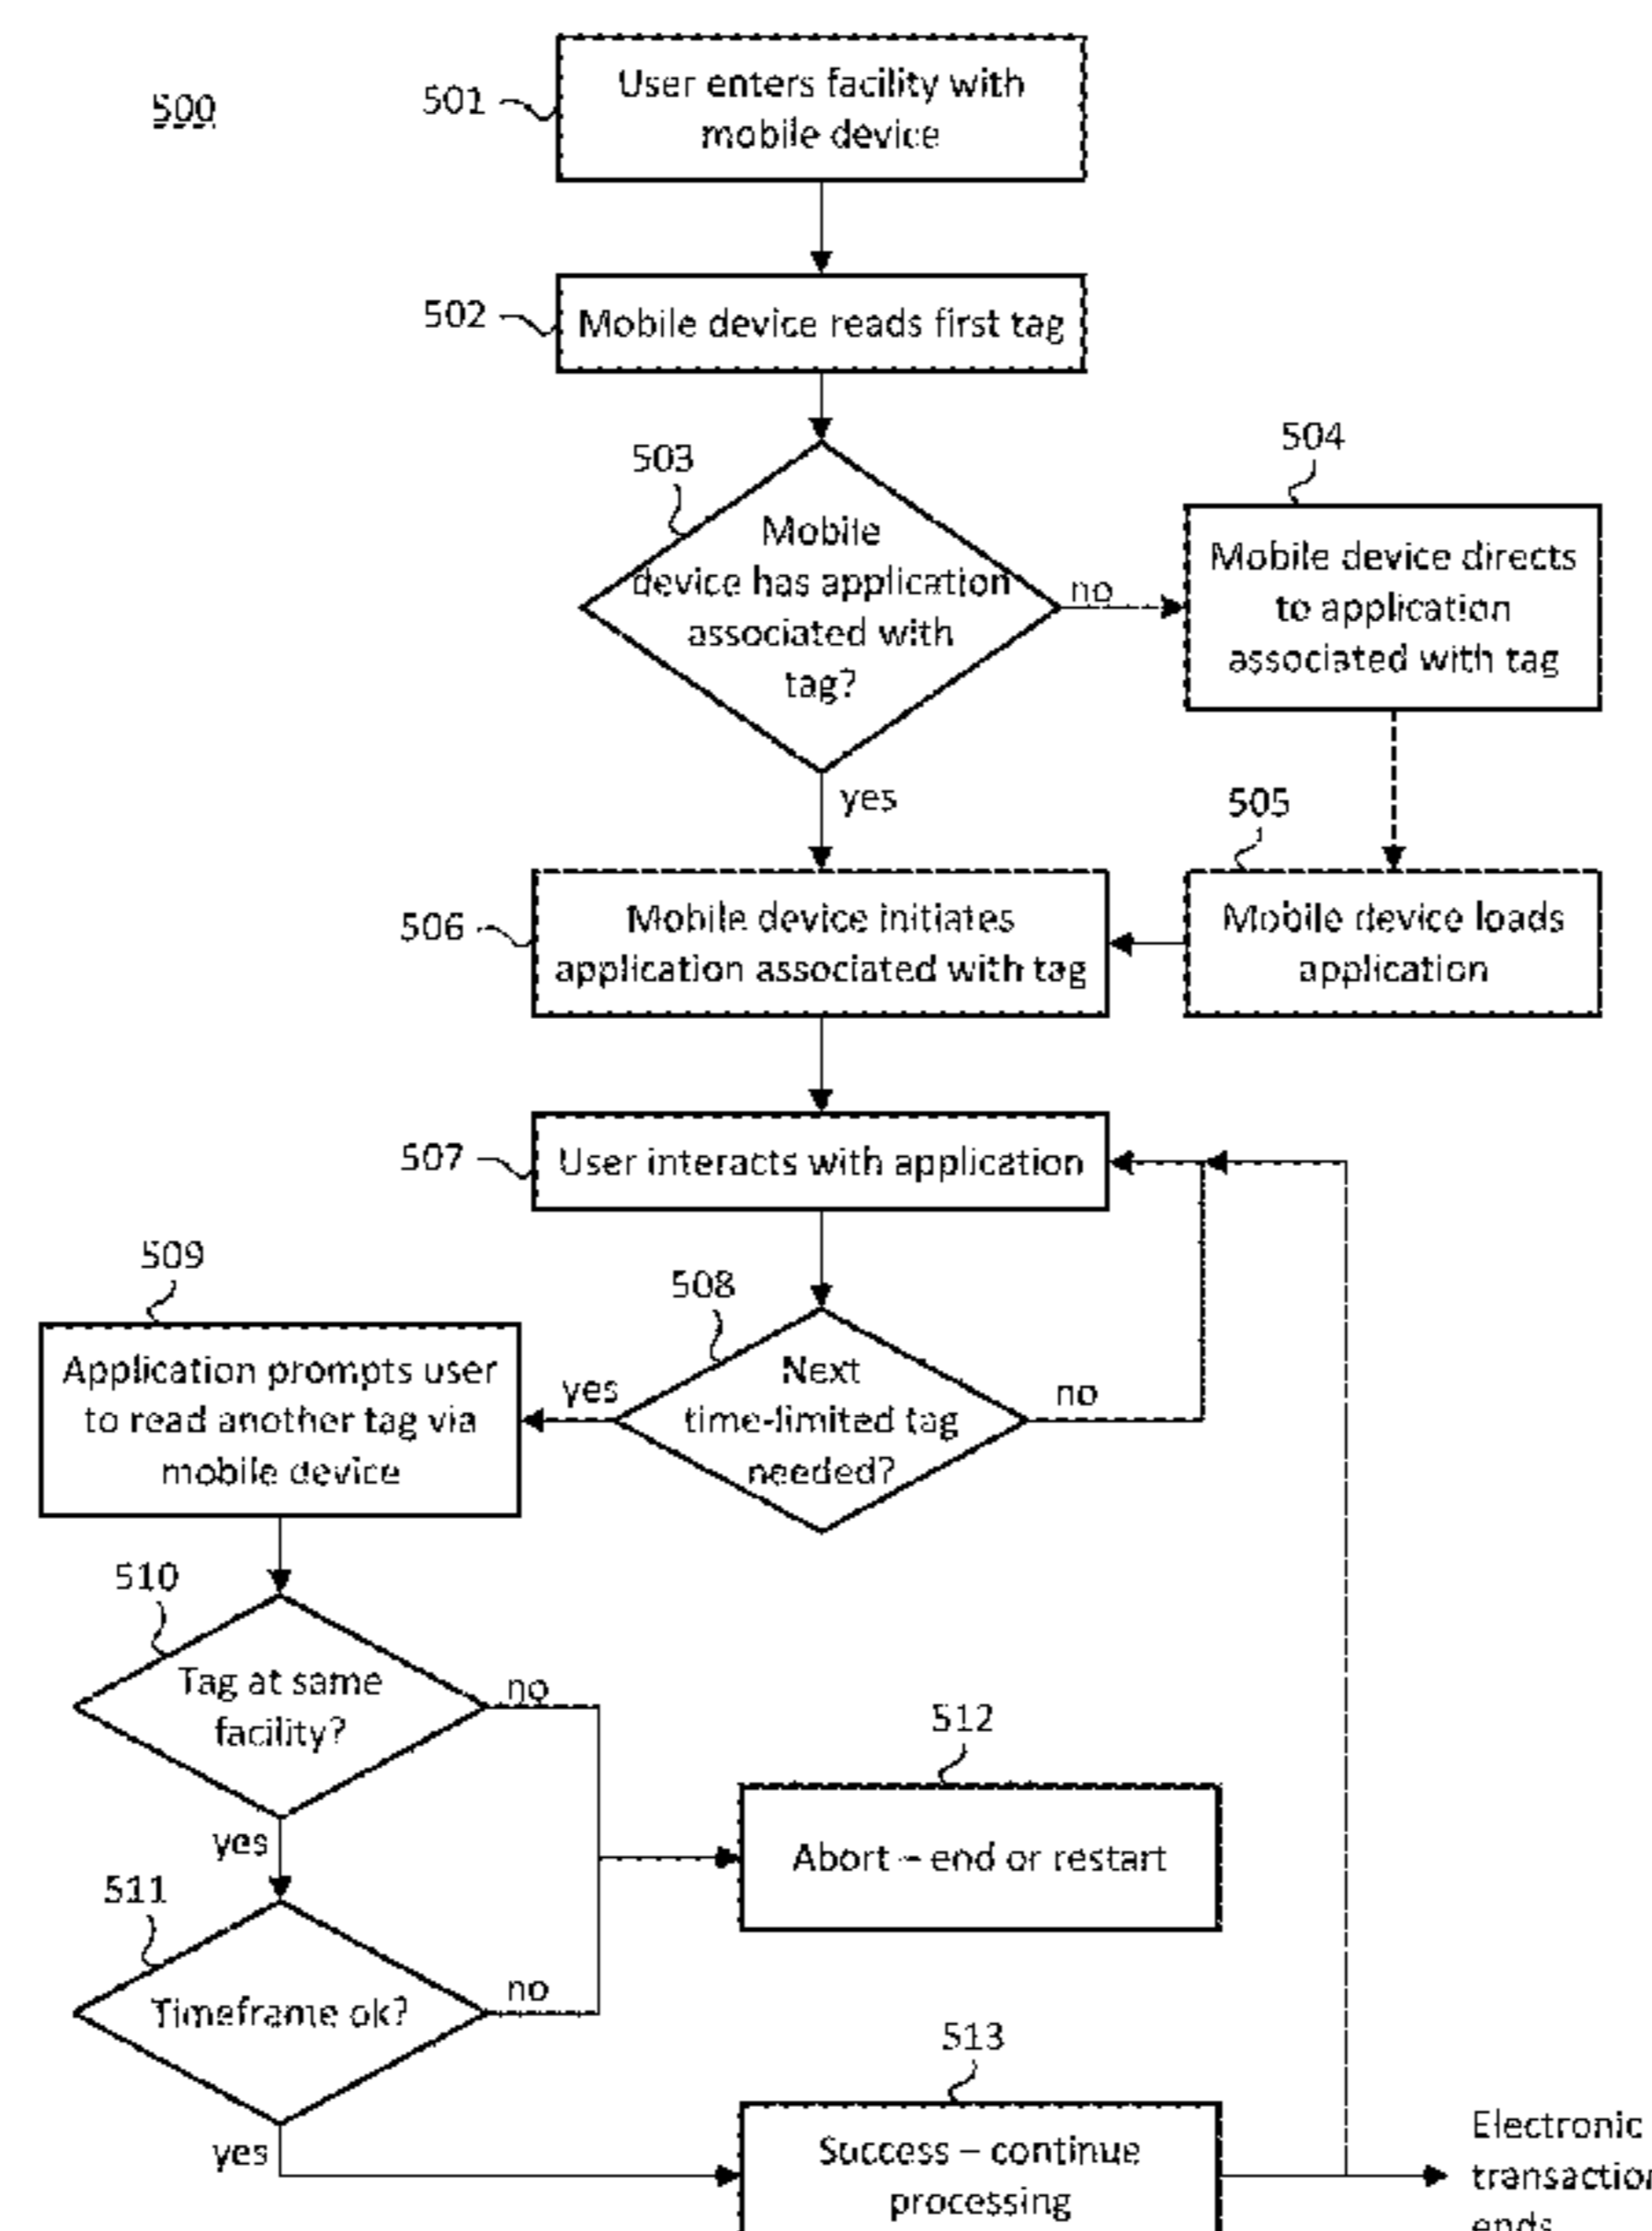 500
501
User enters facility with
mobile device
502
Mobile device reads first tag
503
Mobile
device has application
associated with
tag?
no
504
Mobile device directs
to application
associated with tag
yes
505
Mobile device loads
application
506
Mobile device initiates
application associated with tag
507
User interacts with application
508
Next
time-limited tag
needed?
yes
no
509
Application prompts user
to read another tag via
mobile device
510
Tag at same
facility?
no
yes
511
Timeframe ok?
no
yes
512
Abort – end or restart
513
Success – continue
processing
Electronic
transaction
ends